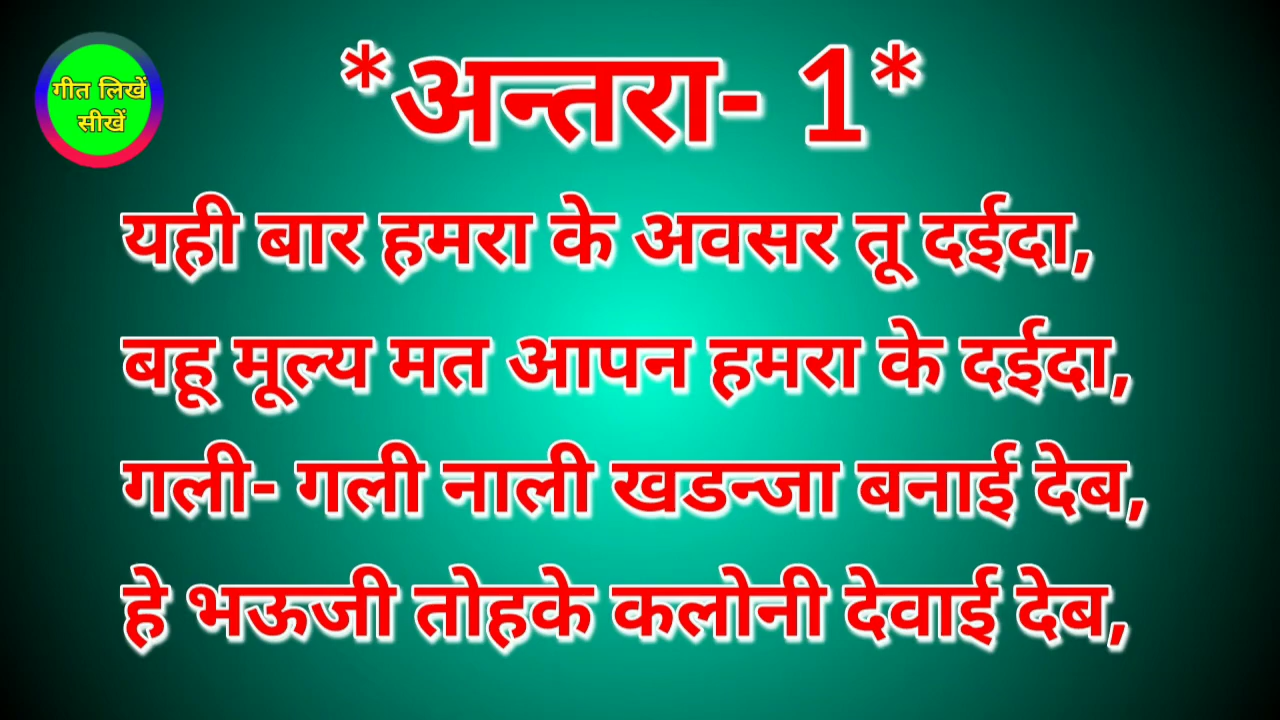 गीत लिखें
सीखें
*अन्तरा- 1*
यही बार हमरा के अवसर तू दईदा,
बहू मूल्य मत आपन हमरा के दईदा,
गली- गली नाली खडन्जा बनाई देब,
हे भऊजी तोहके कलोनी देवाई देब,